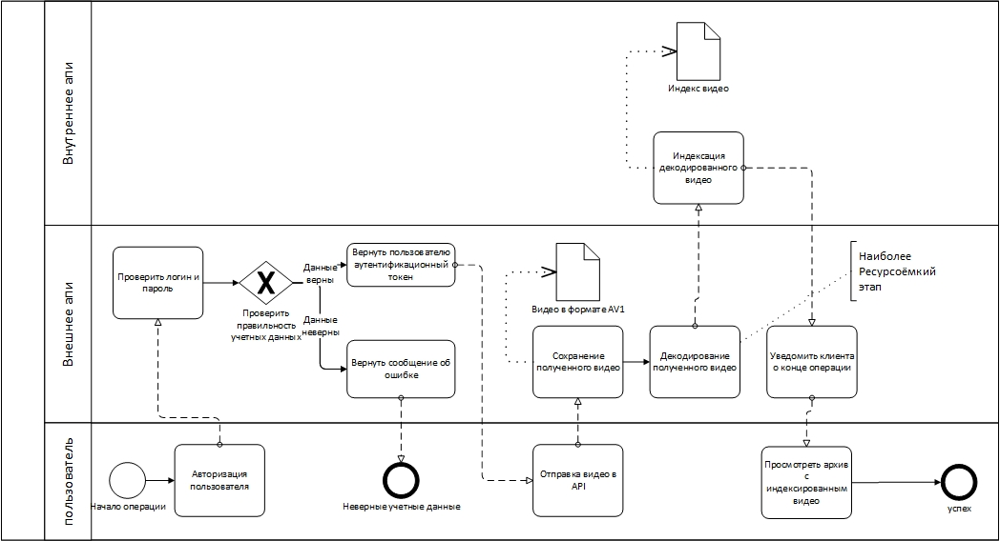 Внутреннее апи
Индекс видео
Индексация
декодированного
видео
Внешнее апи
Проверить логин и
пароль
Проверить
правильность
учетных данных
Данные
верны
Данные
неверны
Вернуть пользователю
аутентификационный
токен
Вернуть сообщение об
ошибке
Видео в формате AV1
Сохранение
полученного видео
Декодирование
полученного видео
Наиболее
Ресурсоёмкий
этап
Уведомить клиента
о конце операции
пользователь
Начало операции
Авторизация
пользователя
Неверные учетные данные
Отправка видео в
API
Просмотреть архив
с
индексированным
видео
успех